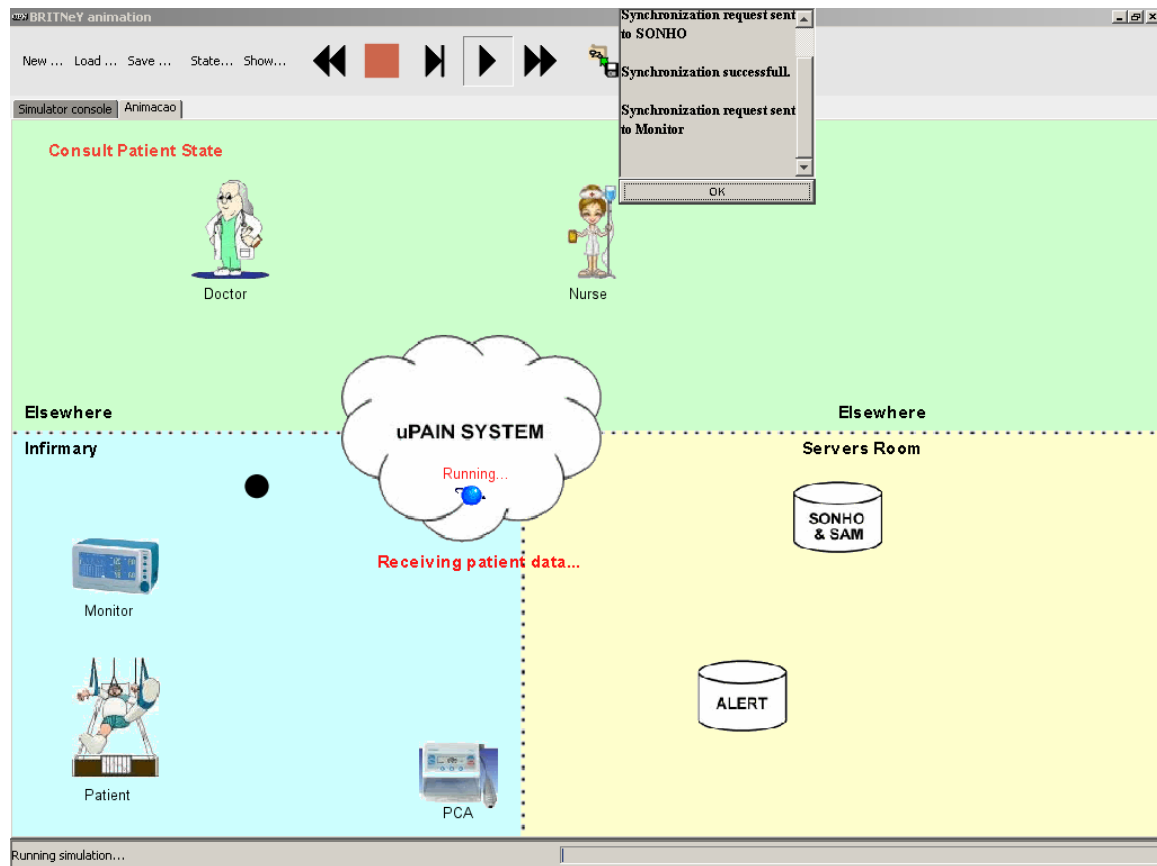 BRITNeY animation
Synchronization request sent
to SONHO
Synchronization successfull.
Synchronization request sent
to Monitor
OK
New ... Load ... Save ... State... Show...
Simulator console Animacao
Consult Patient State
Doctor
Nurse
Elsewhere
Elsewhere
uPAIN SYSTEM
Running...
Infirmary
Servers Room
SONHO
& SAM
Receiving patient data...
Monitor
ALERT
Patient
PCA
Running simulation...